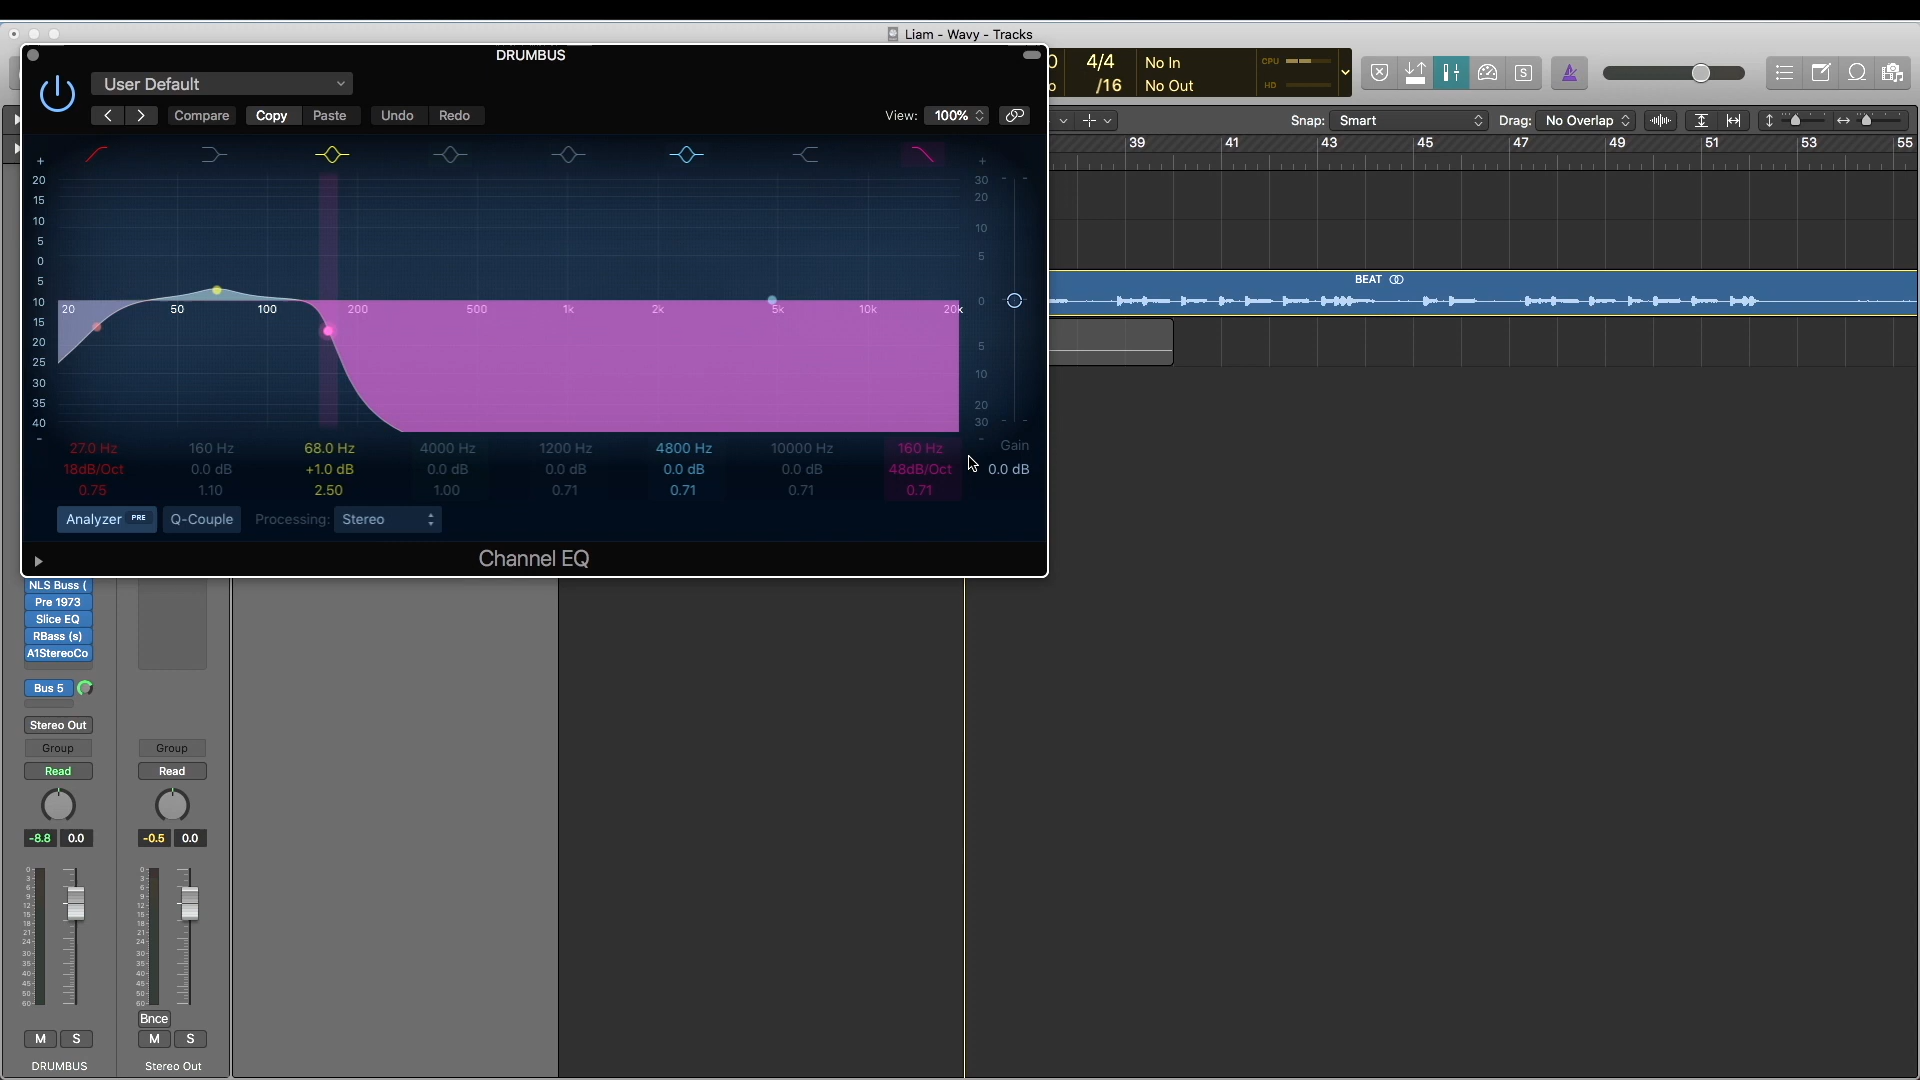 Liam - Wavy - Tracks
DRUMBUS
User Default
Compare Copy Paste Undo Redo
View: 100%
4/4
/16
No In
No Out
CPU
HD
S
Snap: Smart
Drag: No Overlap
39 41 43 45 47 49 51 53 55
BEAT
+
20
15
10
5
0
5
10
15
20
25
30
35
40
-
20 50 100 200 500 1k 2k 5k 10k 20k
+
30
20
10
5
0
5
10
20
30
-
27.0 Hz 160 Hz 68.0 Hz 4000 Hz 1200 Hz 4800 Hz 10000 Hz 160 Hz Gain
18dB/Oct 0.0 dB +1.0 dB 0.0 dB 0.0 dB 0.0 dB 0.0 dB 48dB/Oct 0.0 dB
0.75 1.10 2.50 1.00 0.71 0.71 0.71 0.71
Analyzer PRE Q-Couple Processing: Stereo
Channel EQ
NLS Buss (
Pre 1973
Slice EQ
RBass (s)
A1StereoCo
Bus 5
Stereo Out
Group Group
Read Read
-8.8 0.0 -0.5 0.0
Bnce
M S M S
DRUMBUS Stereo Out